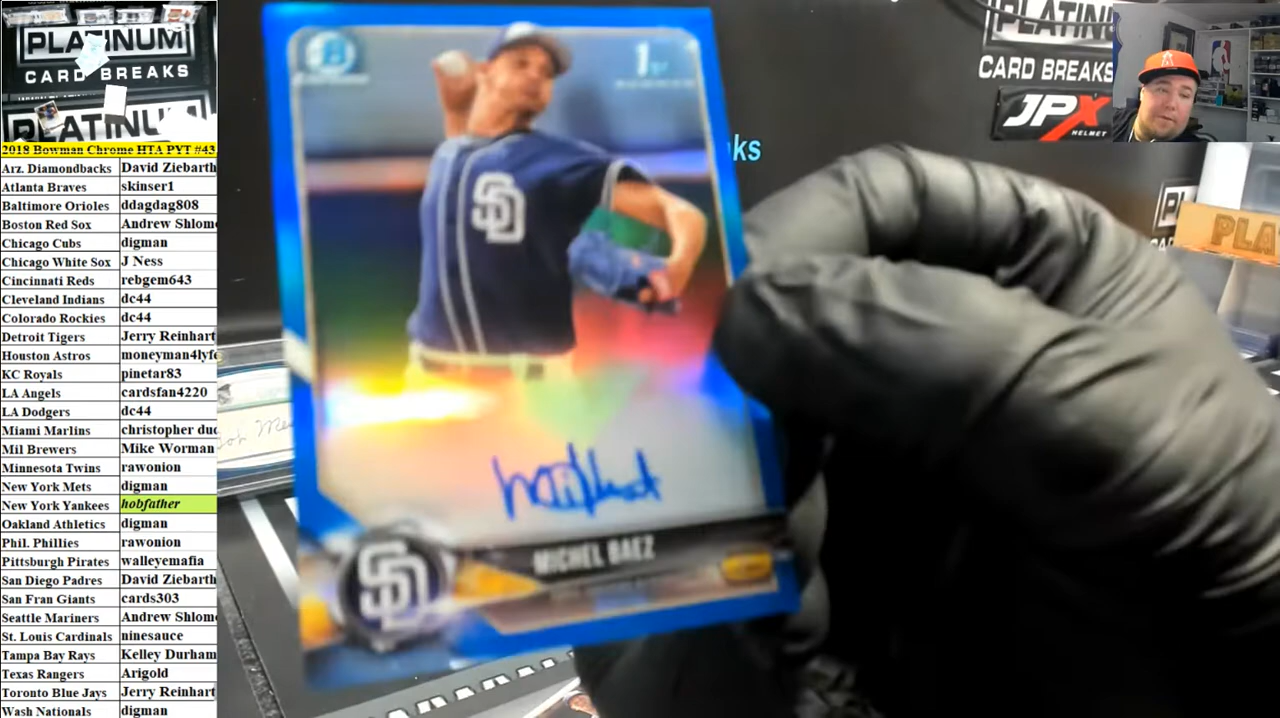 PLATINUM
CARD BREAKS
PLATINUM
2018 Bowman Chrome HTA PYT #43
Arz. Diamondbacks David Ziebarth
Atlanta Braves skinser1
Baltimore Orioles ddagdag808
Boston Red Sox Andrew Shlom
Chicago Cubs digman
Chicago White Sox J Ness
Cincinnati Reds rebgem643
Cleveland Indians dc44
Colorado Rockies dc44
Detroit Tigers Jerry Reinhart
Houston Astros moneyman4lyfe
KC Royals pinetar83
LA Angels cardsfan4220
LA Dodgers dc44
Miami Marlins christopher duc
Mil Brewers Mike Worman
Minnesota Twins rawonion
New York Mets digman
New York Yankees hobfather
Oakland Athletics digman
Phil. Phillies rawonion
Pittsburgh Pirates walleyemafia
San Diego Padres David Ziebarth
San Fran Giants cards303
Seattle Mariners Andrew Shlom
St. Louis Cardinals ninesauce
Tampa Bay Rays Kelley Durham
Texas Rangers Arigold
Toronto Blue Jays Jerry Reinhart
Wash Nationals digman
1ST
SD
MICHEL BAEZ
SD
ks
PLATINUM
CARD BREAKS
JPX
HELMET
PLA